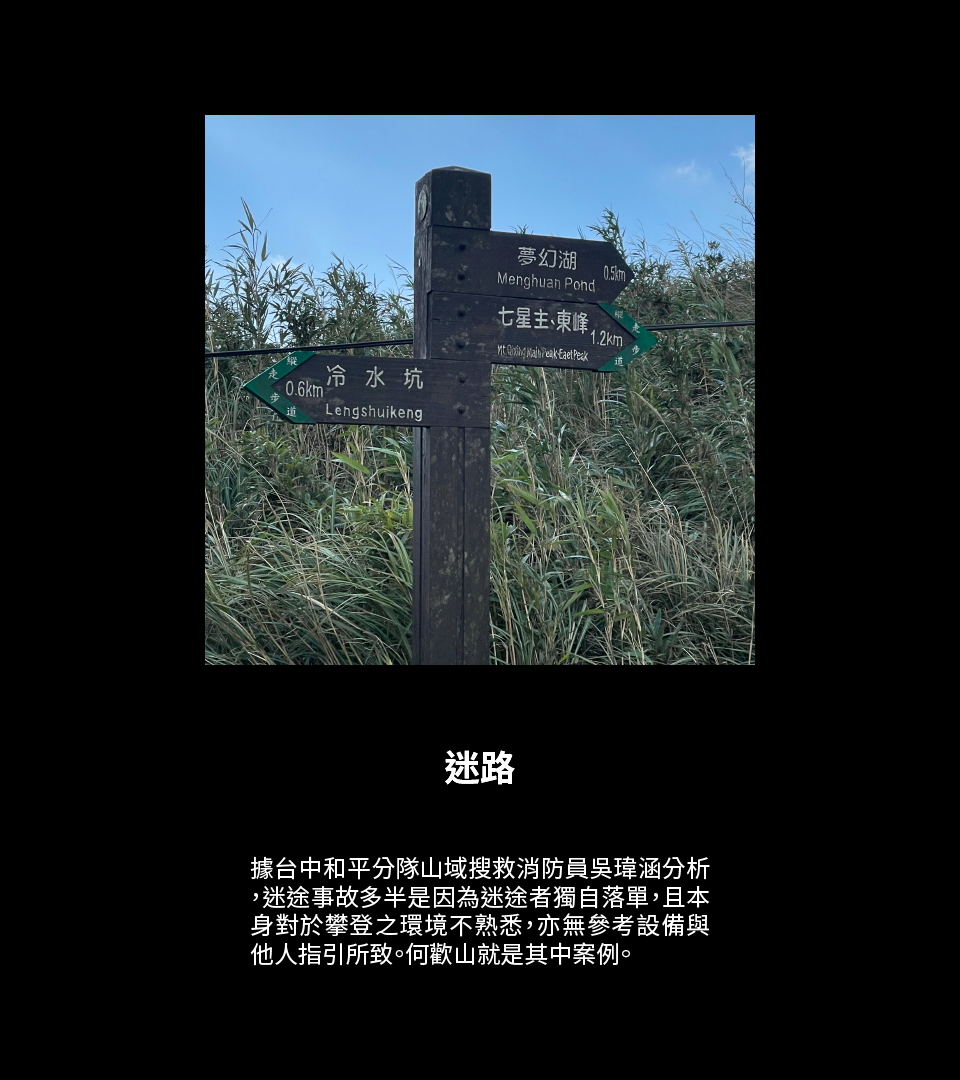 夢幻湖
Menghuan Pond
0.5km
七星主、東峰
1.2km
Mt.Qixing Main Peak·East Peak
縱走步道
冷水坑
0.6km
Lengshuikeng
縱走步道
迷路
據台中和平分隊山域搜救消防員吳瑋涵分析
，迷途事故多半是因為迷途者獨自落單，且本
身對於攀登之環境不熟悉，亦無參考設備與
他人指引所致。何歡山就是其中案例。